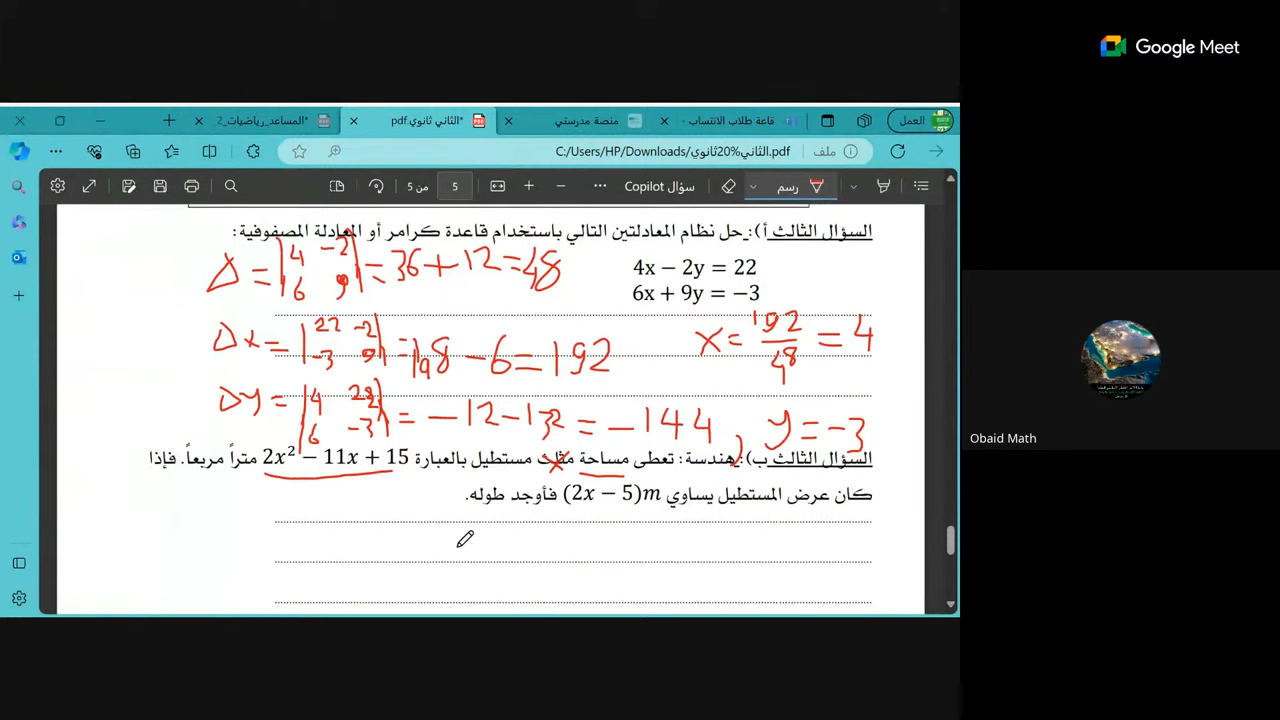 Google Meet
المساعد_رياضيات_2.*
الثاني ثانوي.pdf*
منصة مدرستي
قاعة طلاب الانتساب -
العمل
C:/Users/HP/Downloads/الثاني%20ثانوي.pdf
ملف
5 من 5
سؤال Copilot
رسم
السؤال الثالث أ): حل نظام المعادلتين التالي باستخدام قاعدة كرامر أو المعادلة المصفوفية:
4x − 2y = 22
6x + 9y = −3
Δ = |4 -2| = 36 + 12 = 48
|6 9|
Δx = |22 -2| = 198 - 6 = 192
|-3 9|
x = 192/48 = 4
Δy = |4 22| = -12 - 132 = -144 , y = -3
|6 -3|
السؤال الثالث ب): هندسة: تعطى مساحة مثلث مستطيل بالعبارة 2x² − 11x + 15 متراً مربعاً. فإذا
كان عرض المستطيل يساوي (2x − 5)m فأوجد طوله.
Obaid Math